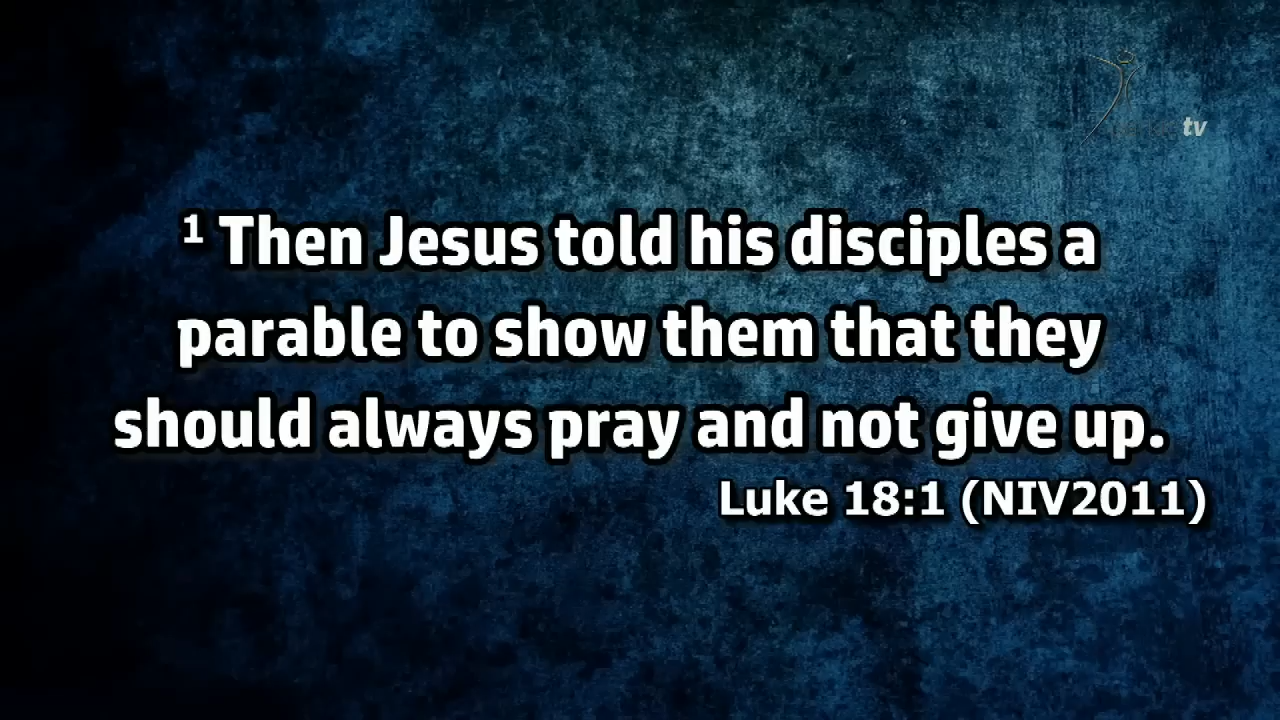 tv
¹ Then Jesus told his disciples a
parable to show them that they
should always pray and not give up.
Luke 18:1 (NIV2011)